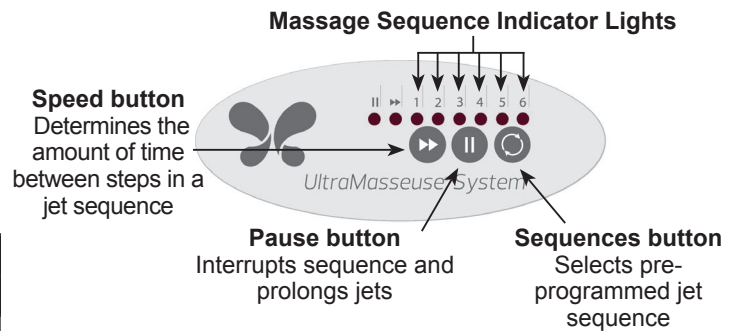 Massage Sequence Indicator Lights
1 2 3 4 5 6
Speed button
Determines the
amount of time
between steps in a
jet sequence
UltraMasseuse System
Pause button
Interrupts sequence and
prolongs jets
Sequences button
Selects pre-
programmed jet
sequence